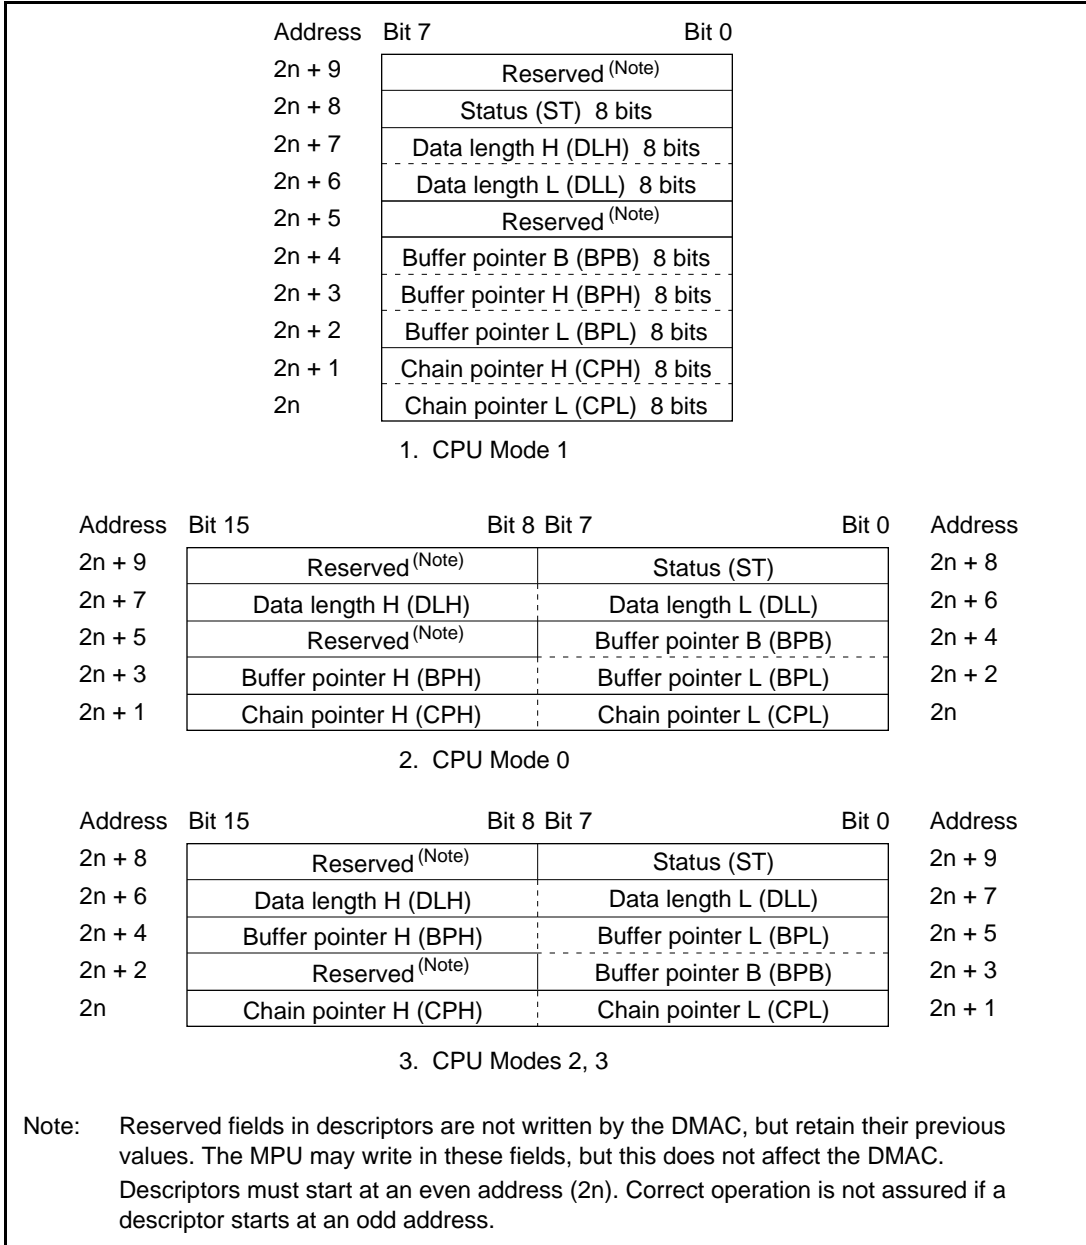 Address Bit 7 Bit 0
2n + 9 Reserved (Note)
2n + 8 Status (ST) 8 bits
2n + 7 Data length H (DLH) 8 bits
2n + 6 Data length L (DLL) 8 bits
2n + 5 Reserved (Note)
2n + 4 Buffer pointer B (BPB) 8 bits
2n + 3 Buffer pointer H (BPH) 8 bits
2n + 2 Buffer pointer L (BPL) 8 bits
2n + 1 Chain pointer H (CPH) 8 bits
2n Chain pointer L (CPL) 8 bits
1. CPU Mode 1
Address Bit 15 Bit 8 Bit 7 Bit 0 Address
2n + 9 Reserved (Note) Status (ST) 2n + 8
2n + 7 Data length H (DLH) Data length L (DLL) 2n + 6
2n + 5 Reserved (Note) Buffer pointer B (BPB) 2n + 4
2n + 3 Buffer pointer H (BPH) Buffer pointer L (BPL) 2n + 2
2n + 1 Chain pointer H (CPH) Chain pointer L (CPL) 2n
2. CPU Mode 0
Address Bit 15 Bit 8 Bit 7 Bit 0 Address
2n + 8 Reserved (Note) Status (ST) 2n + 9
2n + 6 Data length H (DLH) Data length L (DLL) 2n + 7
2n + 4 Buffer pointer H (BPH) Buffer pointer L (BPL) 2n + 5
2n + 2 Reserved (Note) Buffer pointer B (BPB) 2n + 3
2n Chain pointer H (CPH) Chain pointer L (CPL) 2n + 1
3. CPU Modes 2, 3
Note: Reserved fields in descriptors are not written by the DMAC, but retain their previous
values. The MPU may write in these fields, but this does not affect the DMAC.
Descriptors must start at an even address (2n). Correct operation is not assured if a
descriptor starts at an odd address.